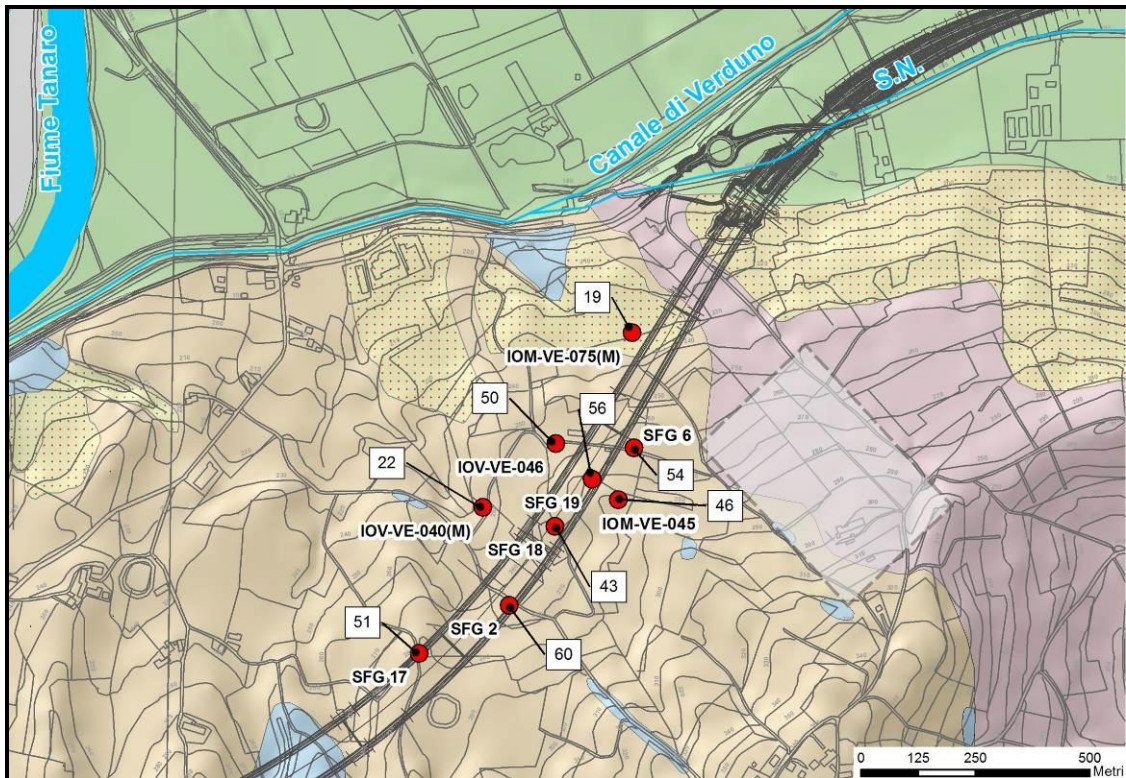 Fiume Tanaro
Canale di Verduno
S.N.
19
IOM-VE-075(M)
50
56
SFG 6
IOV-VE-046
22
54
SFG 19
46
IOM-VE-045
IOV-VE-040(M)
SFG 18
43
51
SFG 2
60
SFG 17
0 125 250 500
Metri